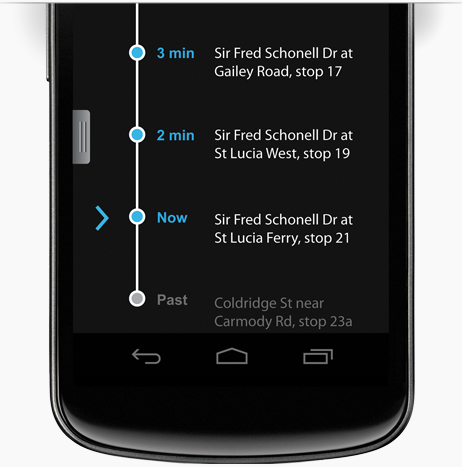 3 min
Sir Fred Schonell Dr at
Gailey Road, stop 17
2 min
Sir Fred Schonell Dr at
St Lucia West, stop 19
Now
Sir Fred Schonell Dr at
St Lucia Ferry, stop 21
Past
Coldridge St near
Carmody Rd, stop 23a